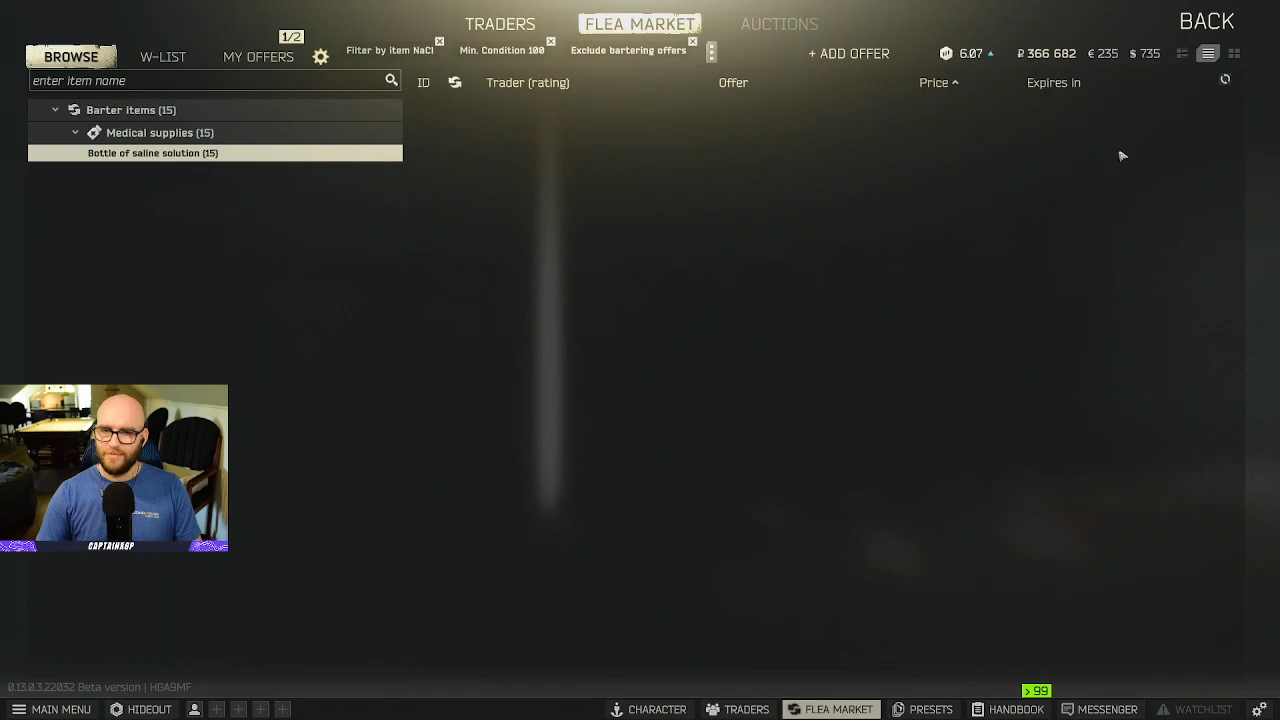 TRADERS
FLEA MARKET
AUCTIONS
BACK
1/2
BROWSE
W-LIST
MY OFFERS
Filter by item NaCl
Min. Condition 100
Exclude bartering offers
+ ADD OFFER
6.07
₽ 366 682
€ 235
$ 735
enter item name
ID
Trader (rating)
Offer
Price
Expires in
Barter items (15)
Medical supplies (15)
Bottle of saline solution (15)
CAPTAINXGP
0.13.0.3.22032 Beta version | HGA9MF
> 99
MAIN MENU
HIDEOUT
CHARACTER
TRADERS
FLEA MARKET
PRESETS
HANDBOOK
MESSENGER
WATCHLIST